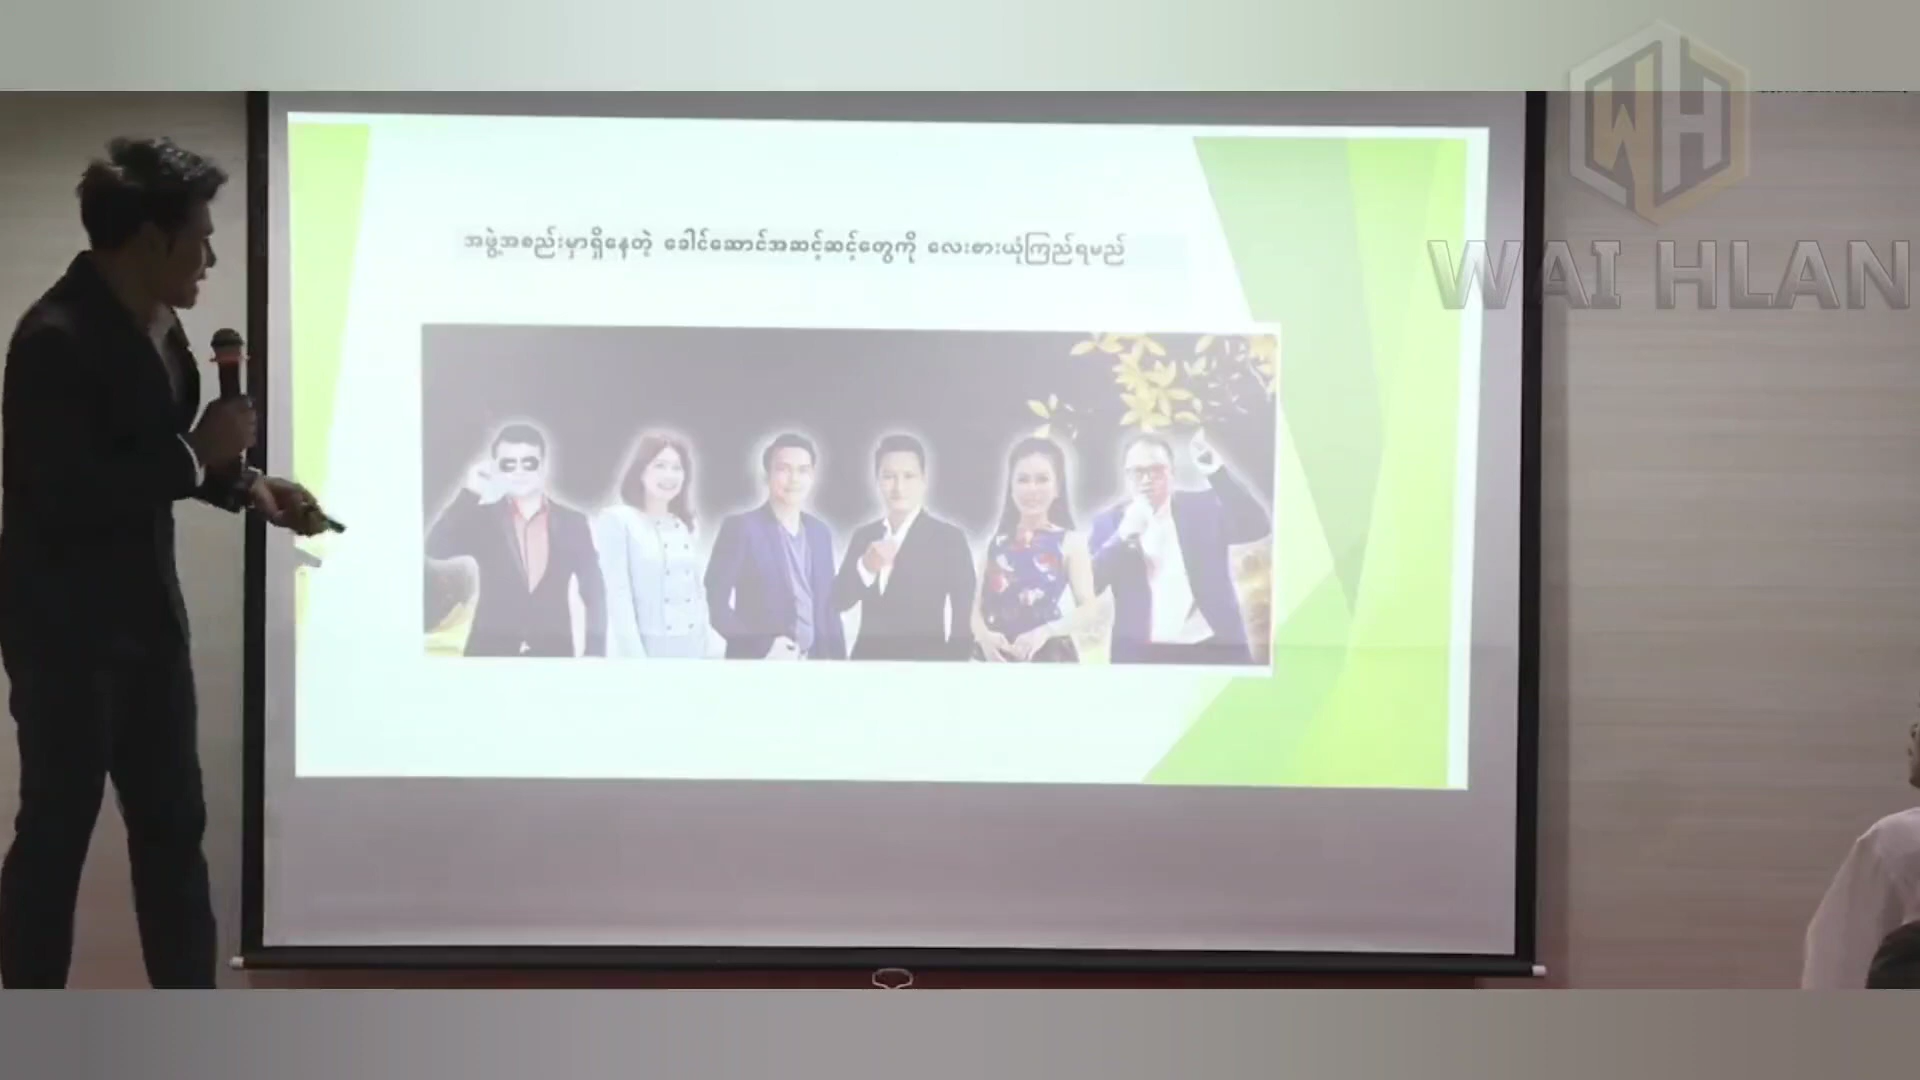 WH
WAI HLAN
အဖွဲ့အစည်းမှာရှိနေတဲ့ ခေါင်ဆောင်အဆင့်ဆင့်တွေကို လေးစားယုံကြည်ရမည်